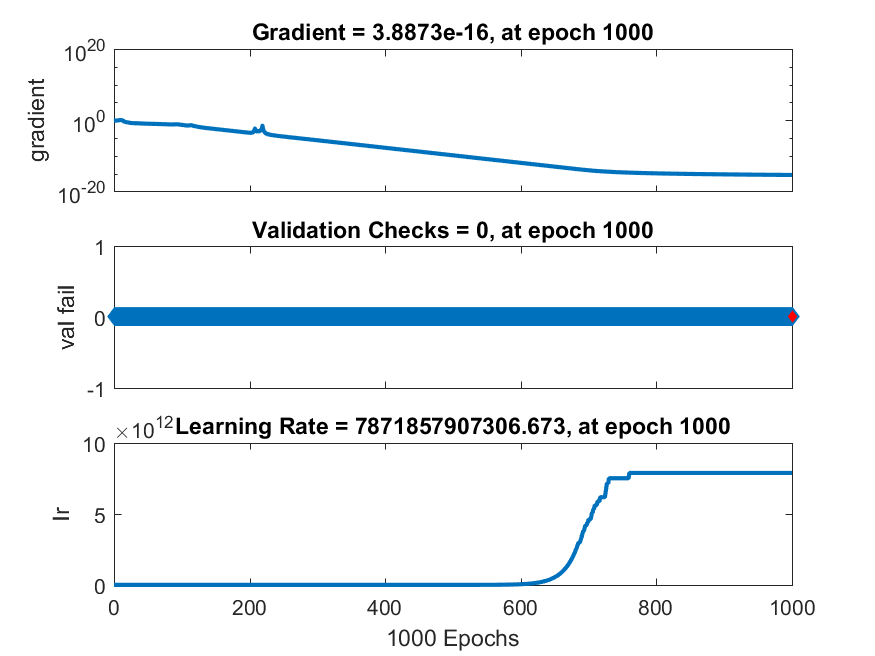 Gradient = 3.8873e-16, at epoch 1000
10^20
10^0
10^-20
gradient
Validation Checks = 0, at epoch 1000
1
0
-1
val fail
×10^12 Learning Rate = 7871857907306.673, at epoch 1000
10
5
0
lr
0 200 400 600 800 1000
1000 Epochs